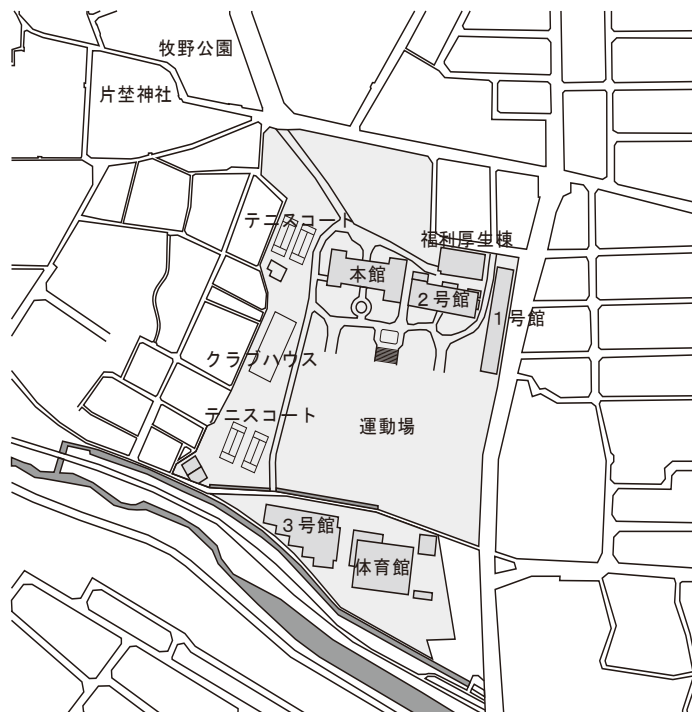 牧野公園
片埜神社
テニスコート
福利厚生棟
本館
2号館
1号館
クラブハウス
テニスコート
運動場
3号館
体育館